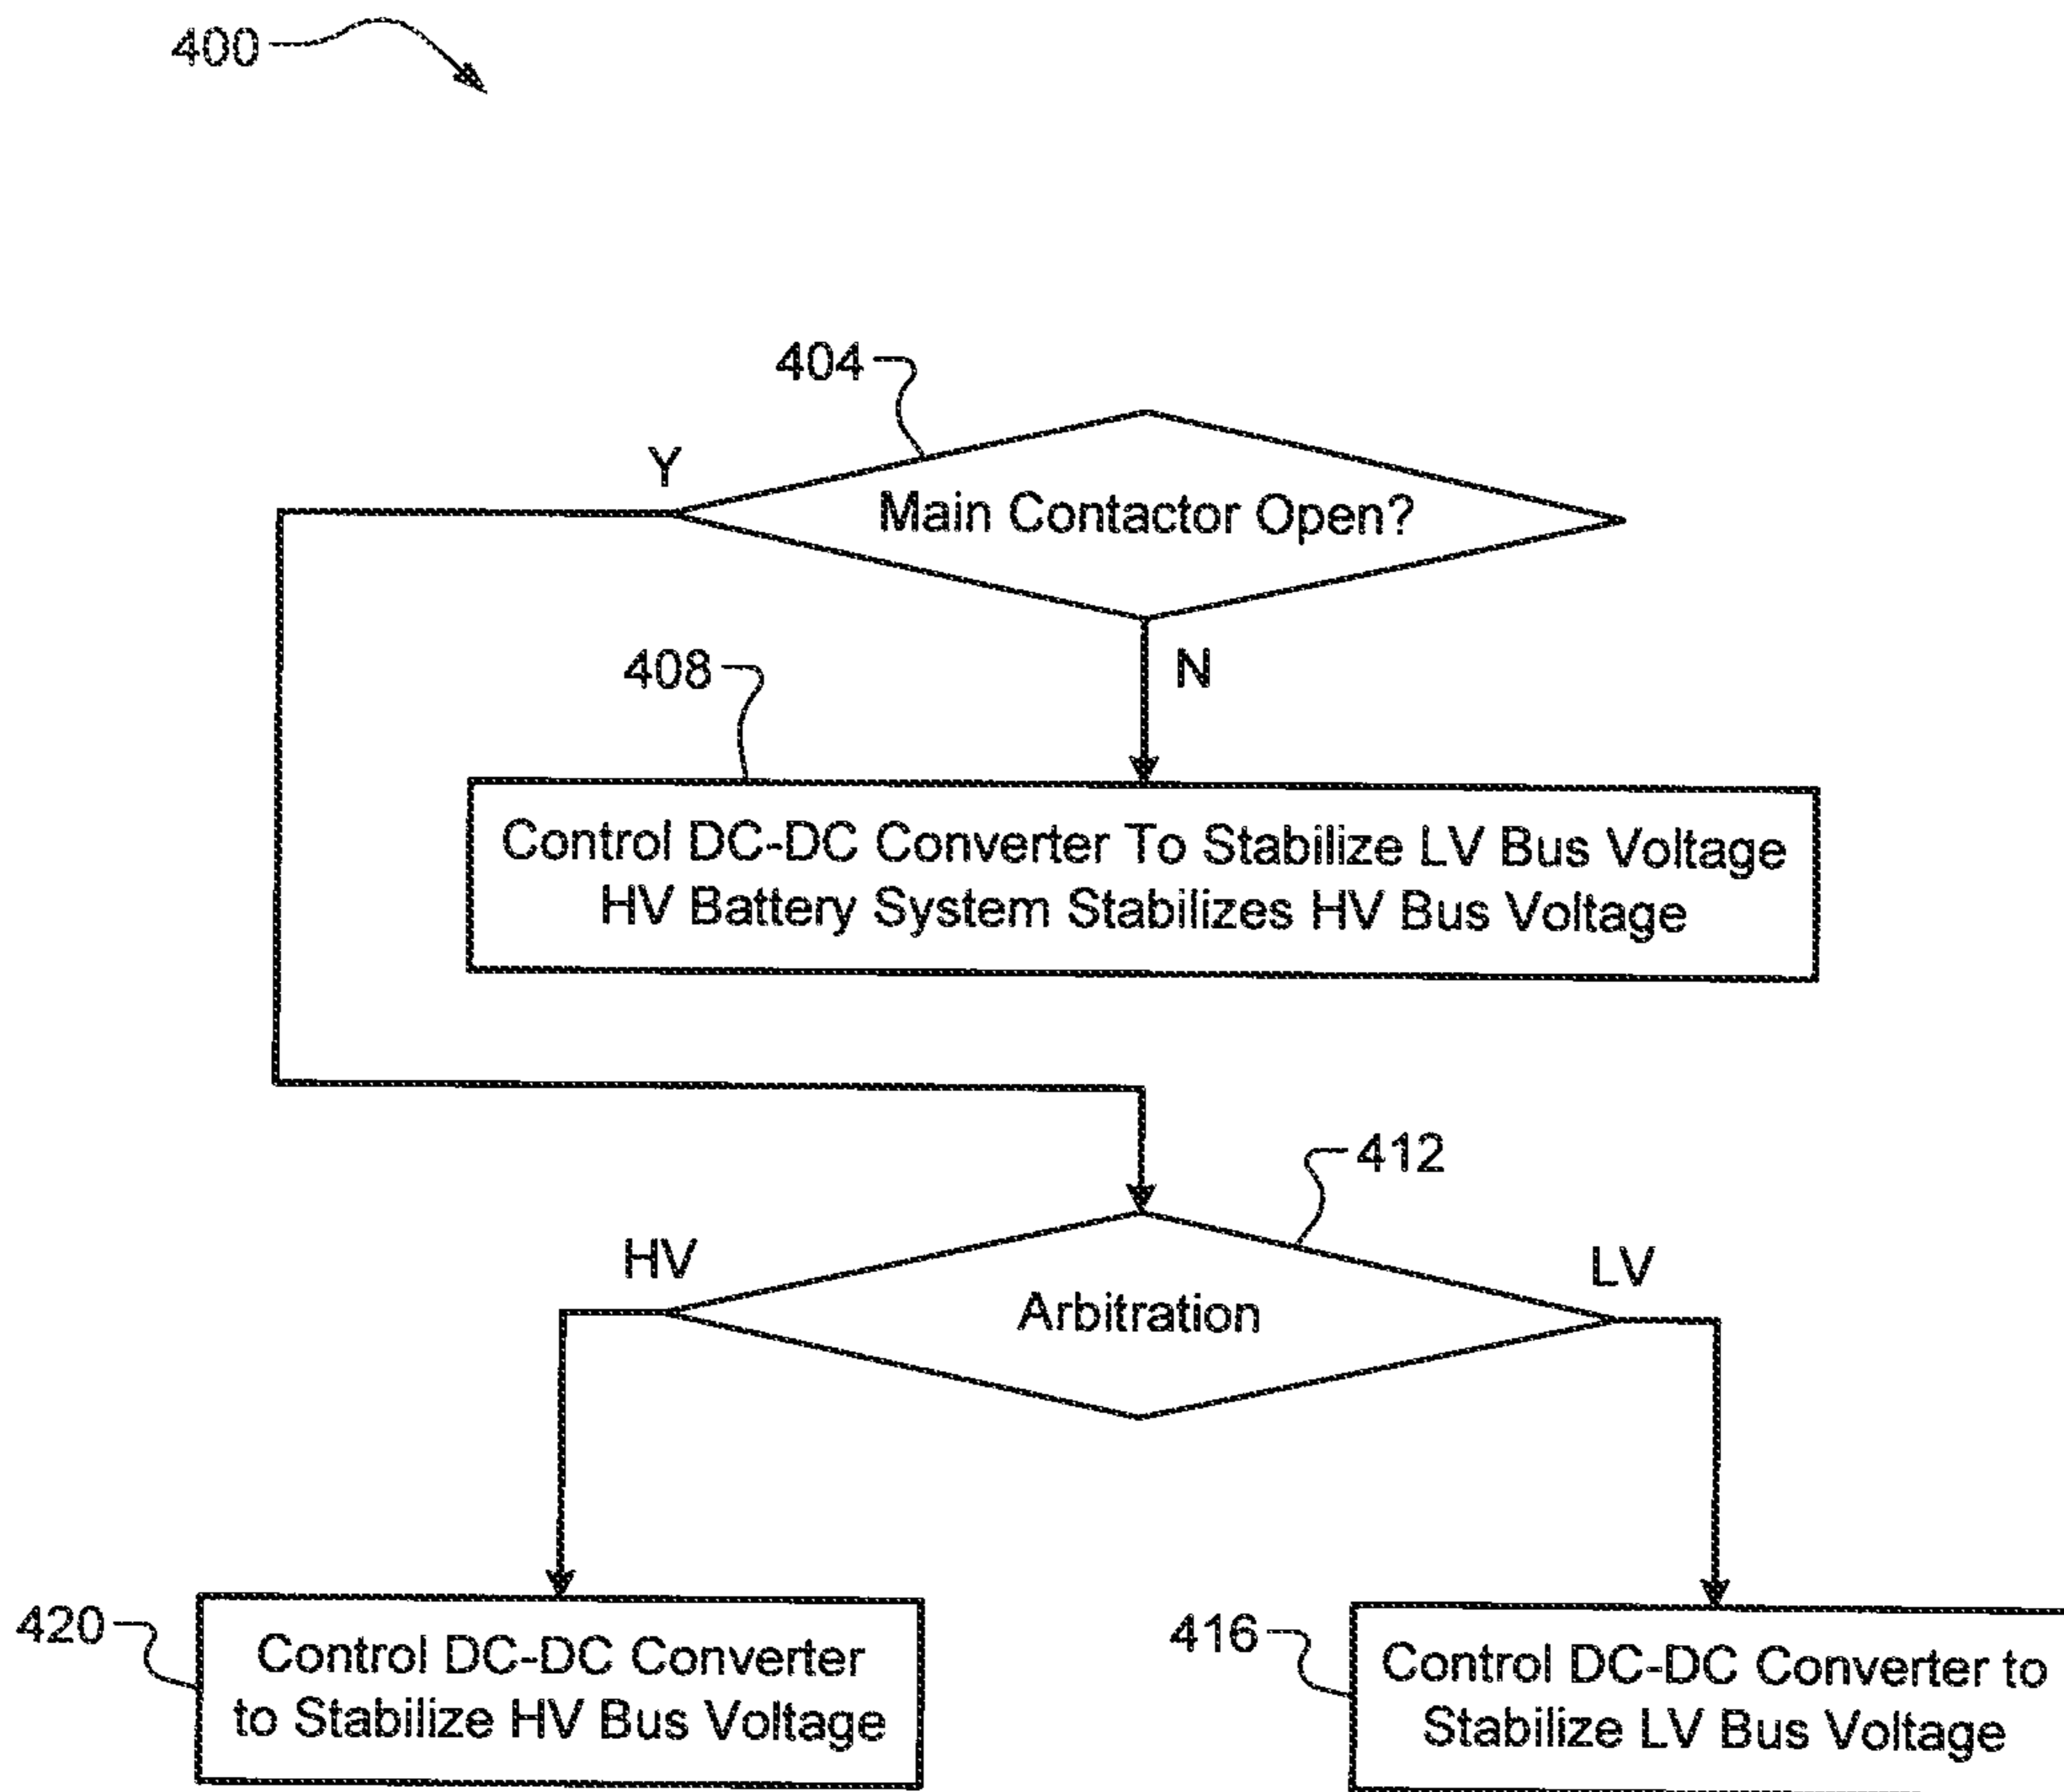 400
404
Y
Main Contactor Open?
408
N
Control DC-DC Converter To Stabilize LV Bus Voltage
HV Battery System Stabilizes HV Bus Voltage
412
HV
LV
Arbitration
420
Control DC-DC Converter
to Stabilize HV Bus Voltage
416
Control DC-DC Converter to
Stabilize LV Bus Voltage